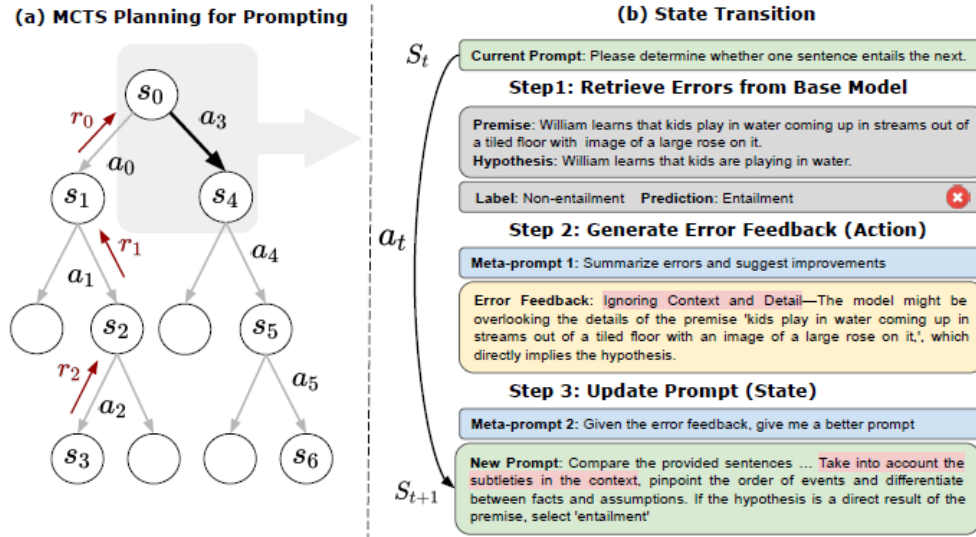 (a) MCTS Planning for Prompting
s0
r0
a3
a0
s1
s4
r1
a1
a4
s2
s5
r2
a2
a5
s3
s6
(b) State Transition
St
Current Prompt: Please determine whether one sentence entails the next.
Step1: Retrieve Errors from Base Model
Premise: William learns that kids play in water coming up in streams out of
a tiled floor with image of a large rose on it.
Hypothesis: William learns that kids are playing in water.
Label: Non-entailment Prediction: Entailment
at
Step 2: Generate Error Feedback (Action)
Meta-prompt 1: Summarize errors and suggest improvements
Error Feedback: Ignoring Context and Detail—The model might be
overlooking the details of the premise 'kids play in water coming up in
streams out of a tiled floor with an image of a large rose on it,', which
directly implies the hypothesis.
Step 3: Update Prompt (State)
Meta-prompt 2: Given the error feedback, give me a better prompt
New Prompt: Compare the provided sentences ... Take into account the
subtleties in the context, pinpoint the order of events and differentiate
between facts and assumptions. If the hypothesis is a direct result of the
premise, select 'entailment'
St+1